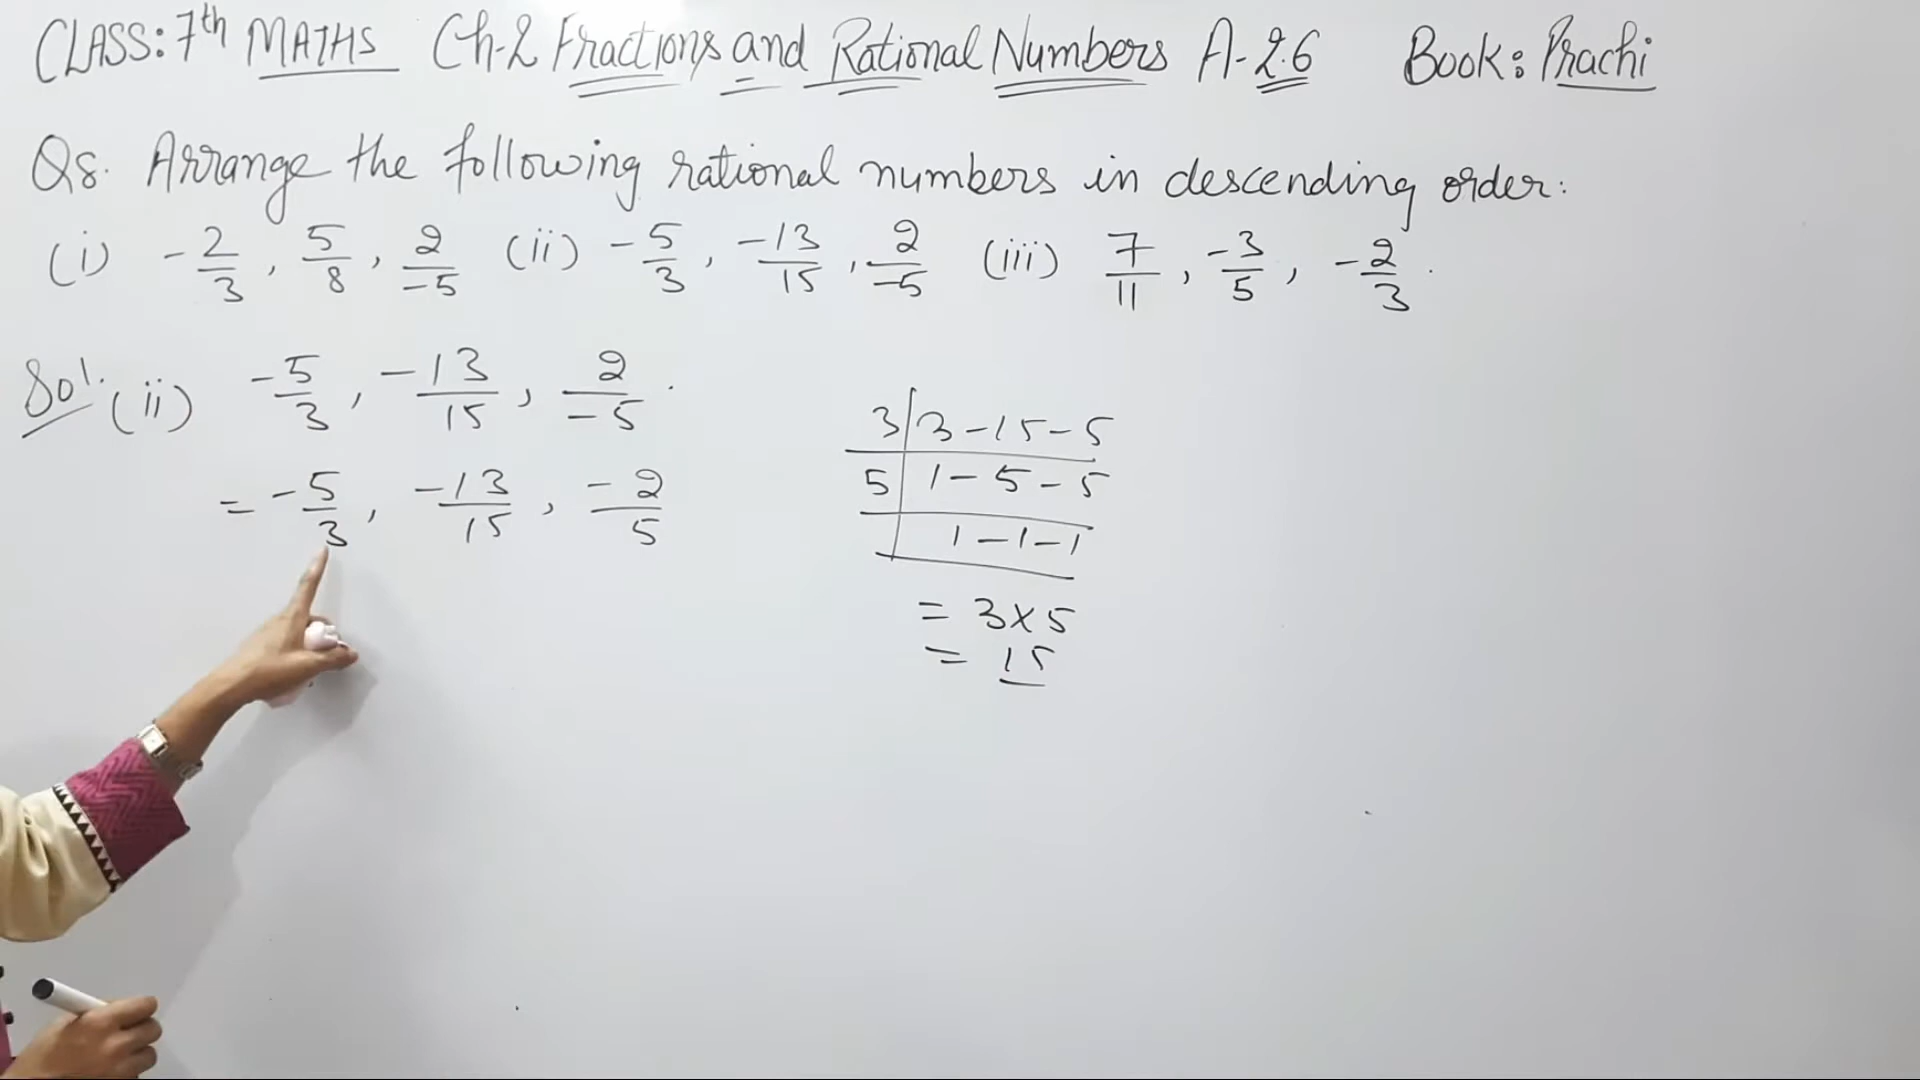 CLASS: 7th MATHS Ch-2 Fractions and Rational Numbers A-2.6 Book: Prachi
Q8. Arrange the following rational numbers in descending order:
(i) -2/3, 5/8, 2/-5 (ii) -5/3, -13/15, 2/-5 (iii) 7/11, -3/5, -2/3.
Sol. (ii) -5/3, -13/15, 2/-5.
= -5/3, -13/15, -2/5
3 | 3 - 15 - 5
5 | 1 - 5 - 5
1 - 1 - 1
= 3 × 5
= 15